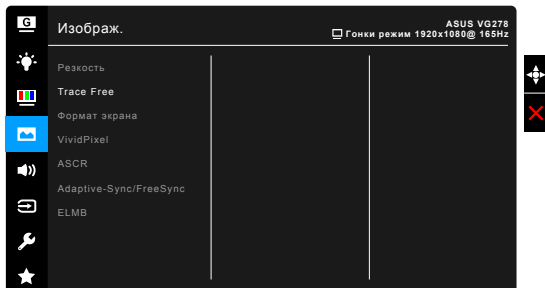 G
Изображ.
ASUS VG278
Гонки режим 1920x1080@ 165Hz
Резкость
Trace Free
Формат экрана
VividPixel
ASCR
Adaptive-Sync/FreeSync
ELMB